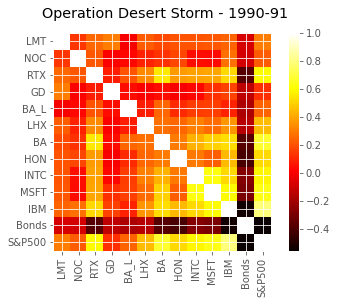 Operation Desert Storm - 1990-91
LMT
NOC
RTX
GD
BA_L
LHX
BA
HON
INTC
MSFT
IBM
Bonds
S&P500
LMT
NOC
RTX
GD
BA_L
LHX
BA
HON
INTC
MSFT
IBM
Bonds
S&P500
1.0
0.8
0.6
0.4
0.2
0.0
−0.2
−0.4